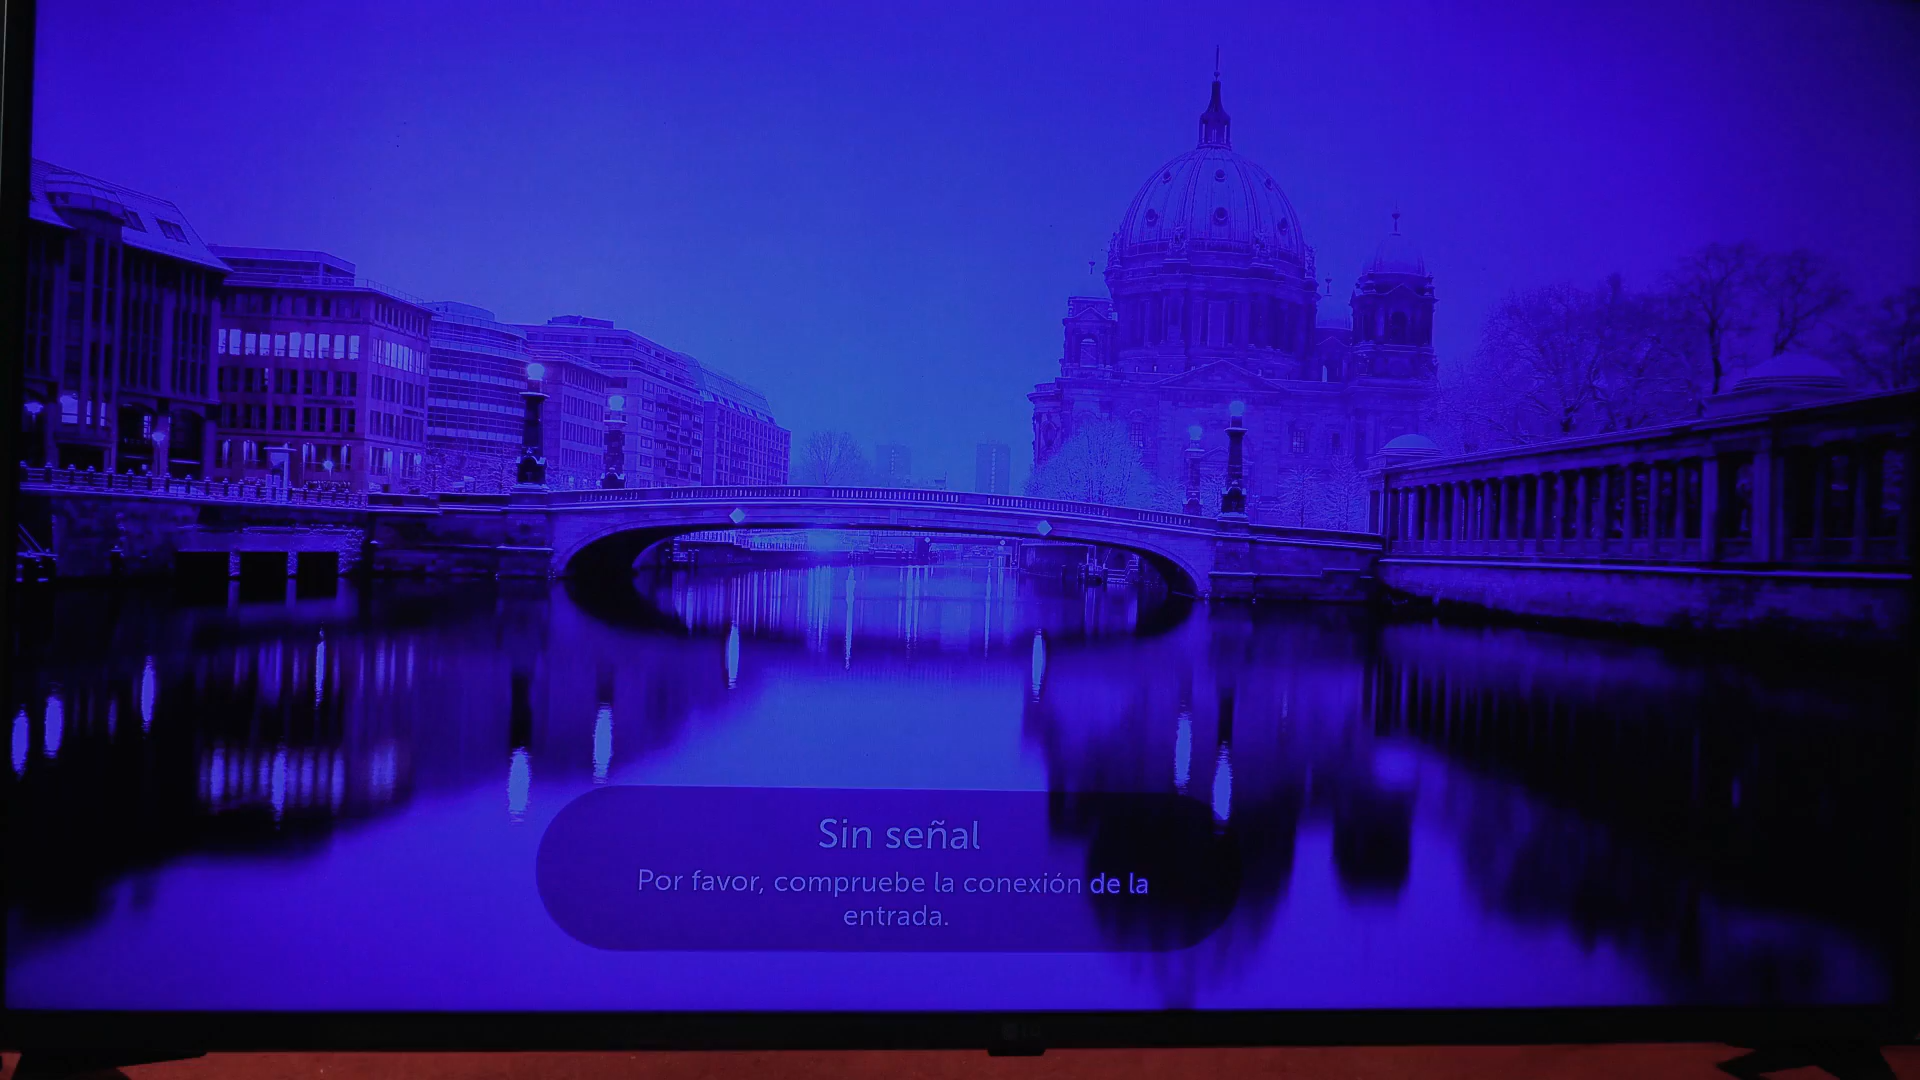 Sin señal
Por favor, compruebe la conexión de la
entrada.